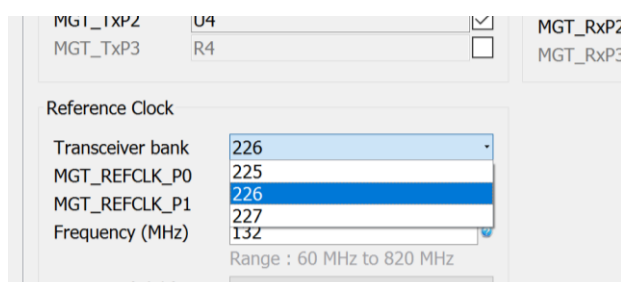 MGT_TxP2 U4
MGT_RxP2
MGT_TxP3 R4
MGT_RxP3
Reference Clock
Transceiver bank 226
MGT_REFCLK_P0 225
MGT_REFCLK_P1 226
227
Frequency (MHz) 132
Range : 60 MHz to 820 MHz